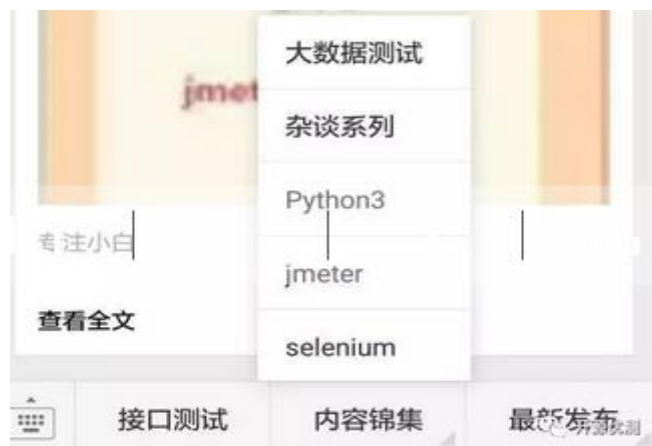 大数据测试
jmet
杂谈系列
Python3
专注小白
jmeter
查看全文
selenium
接口测试
内容锦集
最新发布